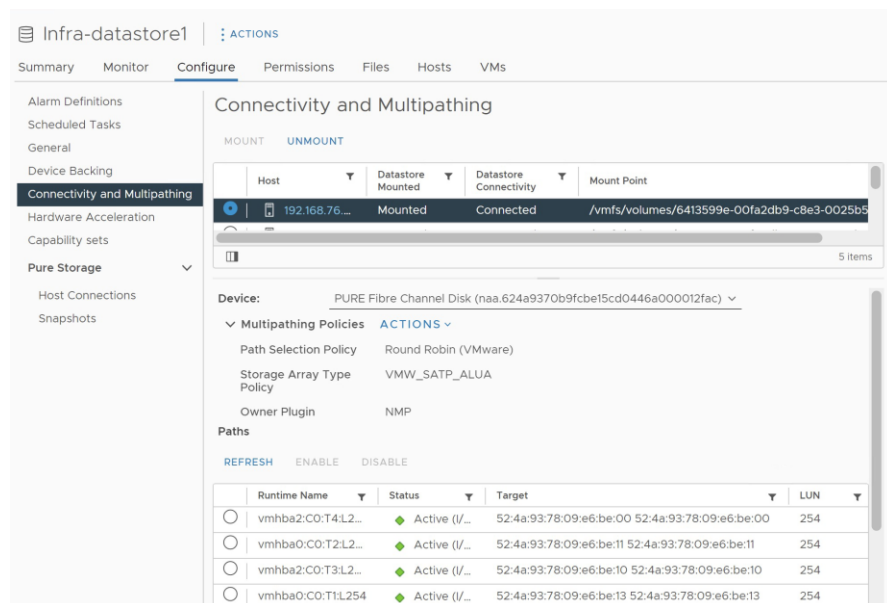 Infra-datastore1
ACTIONS
Summary Monitor Configure Permissions Files Hosts VMs
Alarm Definitions
Scheduled Tasks
General
Device Backing
Connectivity and Multipathing
Hardware Acceleration
Capability sets
Pure Storage
Host Connections
Snapshots
Connectivity and Multipathing
MOUNT UNMOUNT
Host Datastore Mounted Datastore Connectivity Mount Point
192.168.76.... Mounted Connected /vmfs/volumes/6413599e-00fa2db9-c8e3-0025b5
5 items
Device: PURE Fibre Channel Disk (naa.624a9370b9fcbe15cd0446a000012fac)
Multipathing Policies ACTIONS
Path Selection Policy Round Robin (VMware)
Storage Array Type Policy VMW_SATP_ALUA
Owner Plugin NMP
Paths
REFRESH ENABLE DISABLE
Runtime Name Status Target LUN
vmhba2:C0:T4:L2... Active (I/... 52:4a:93:78:09:e6:be:00 52:4a:93:78:09:e6:be:00 254
vmhba0:C0:T2:L2... Active (I/... 52:4a:93:78:09:e6:be:11 52:4a:93:78:09:e6:be:11 254
vmhba2:C0:T3:L2... Active (I/... 52:4a:93:78:09:e6:be:10 52:4a:93:78:09:e6:be:10 254
vmhba0:C0:T1:L254 Active (I/... 52:4a:93:78:09:e6:be:13 52:4a:93:78:09:e6:be:13 254